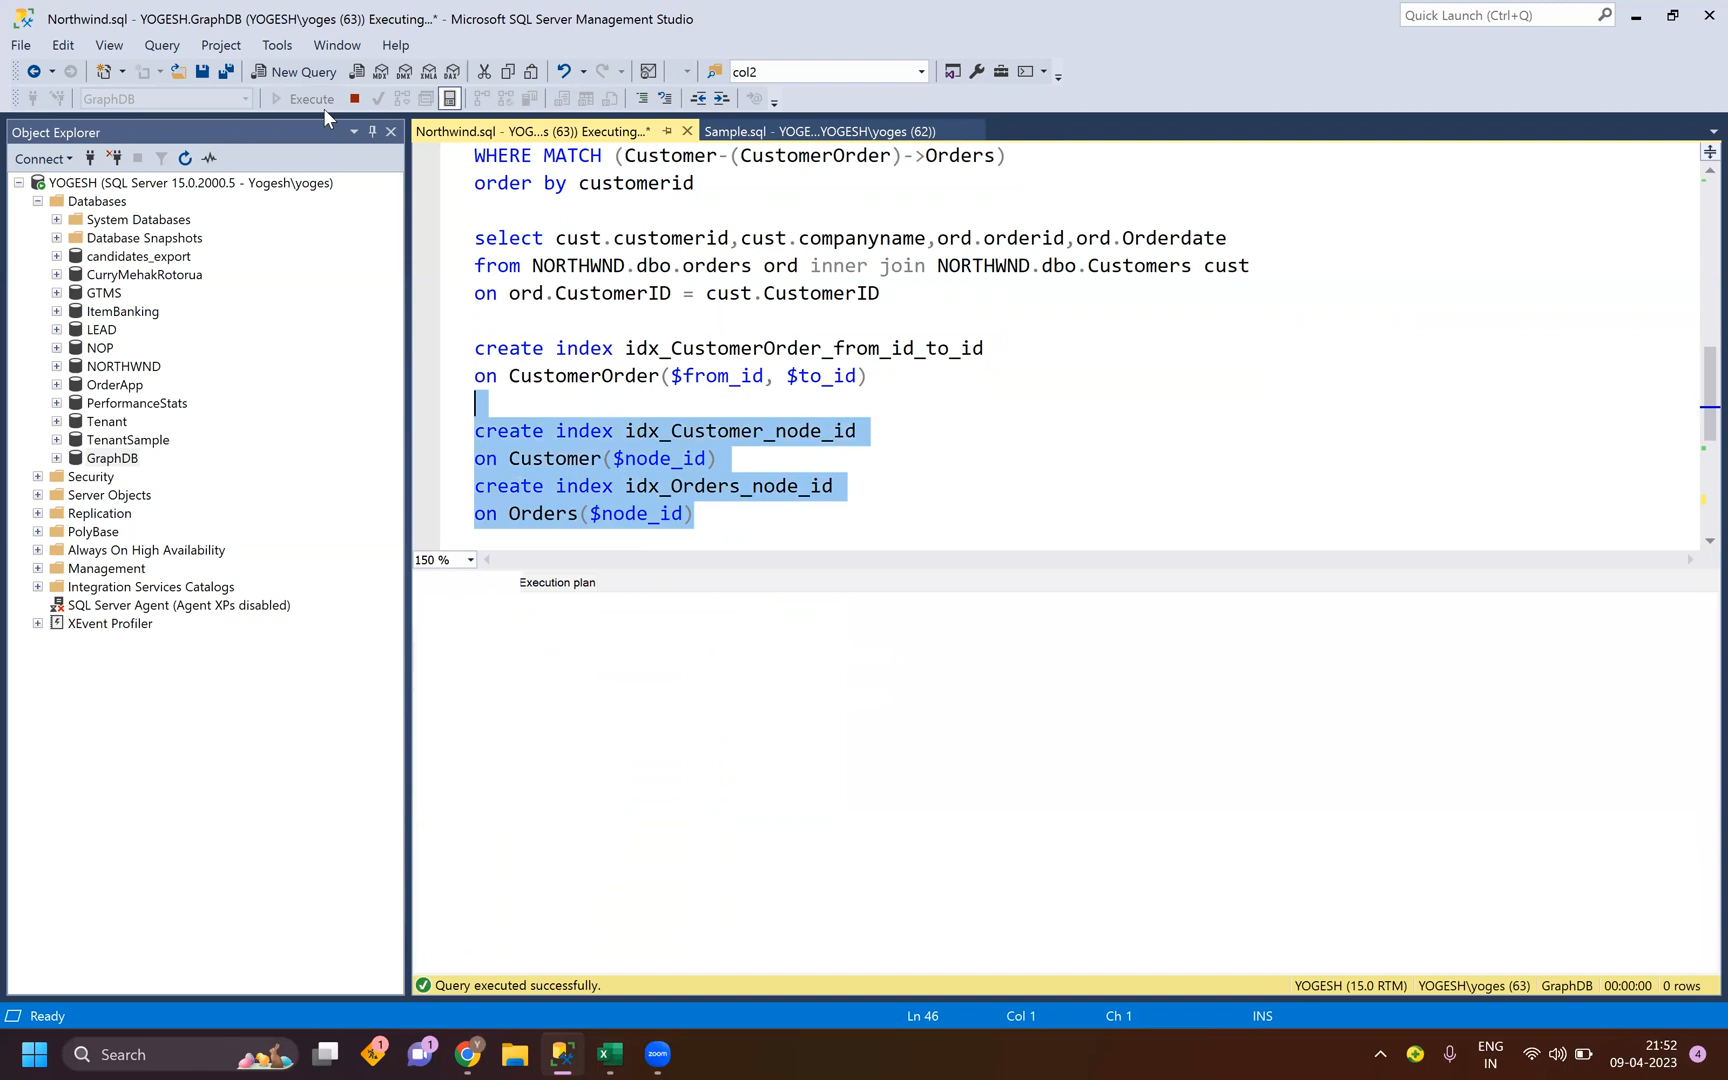 Northwind.sql - YOGESH.GraphDB (YOGESH\yoges (63)) Executing...* - Microsoft SQL Server Management Studio
Quick Launch (Ctrl+Q)
File Edit View Query Project Tools Window Help
New Query
MDX DMX XMLA DAX
col2
GraphDB
Execute
Object Explorer
Northwind.sql - YOG...s (63)) Executing...*
Sample.sql - YOGE...YOGESH\yoges (62))
Connect
YOGESH (SQL Server 15.0.2000.5 - Yogesh\yoges)
Databases
System Databases
Database Snapshots
candidates_export
CurryMehakRotorua
GTMS
ItemBanking
LEAD
NOP
NORTHWND
OrderApp
PerformanceStats
Tenant
TenantSample
GraphDB
Security
Server Objects
Replication
PolyBase
Always On High Availability
Management
Integration Services Catalogs
SQL Server Agent (Agent XPs disabled)
XEvent Profiler
WHERE MATCH (Customer-(CustomerOrder)->Orders)
order by customerid
select cust.customerid,cust.companyname,ord.orderid,ord.Orderdate
from NORTHWND.dbo.orders ord inner join NORTHWND.dbo.Customers cust
on ord.CustomerID = cust.CustomerID
create index idx_CustomerOrder_from_id_to_id
on CustomerOrder($from_id, $to_id)
create index idx_Customer_node_id
on Customer($node_id)
create index idx_Orders_node_id
on Orders($node_id)
150 %
Execution plan
Query executed successfully.
YOGESH (15.0 RTM) YOGESH\yoges (63) GraphDB 00:00:00 0 rows
Ready
Ln 46 Col 1 Ch 1 INS
Search
1
1
Y
zoom
ENG
IN
21:52
09-04-2023
4